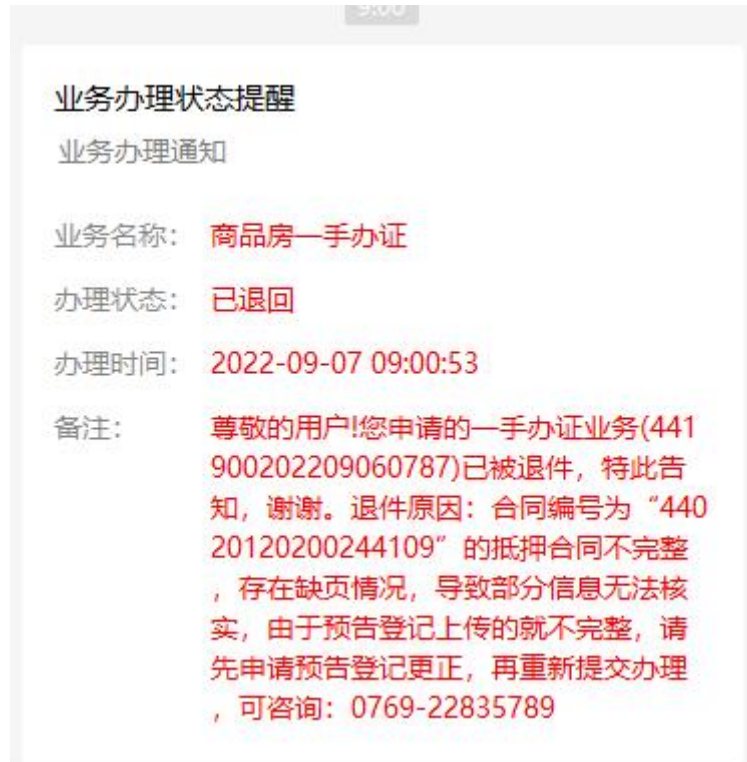 9:00
业务办理状态提醒
业务办理通知
业务名称: 商品房一手办证
办理状态: 已退回
办理时间: 2022-09-07 09:00:53
备注: 尊敬的用户!您申请的一手办证业务(441
900202209060787)已被退件，特此告
知，谢谢。退件原因：合同编号为“440
20120200244109”的抵押合同不完整
，存在缺页情况，导致部分信息无法核
实，由于预告登记上传的就不完整，请
先申请预告登记更正，再重新提交办理
，可咨询：0769-22835789